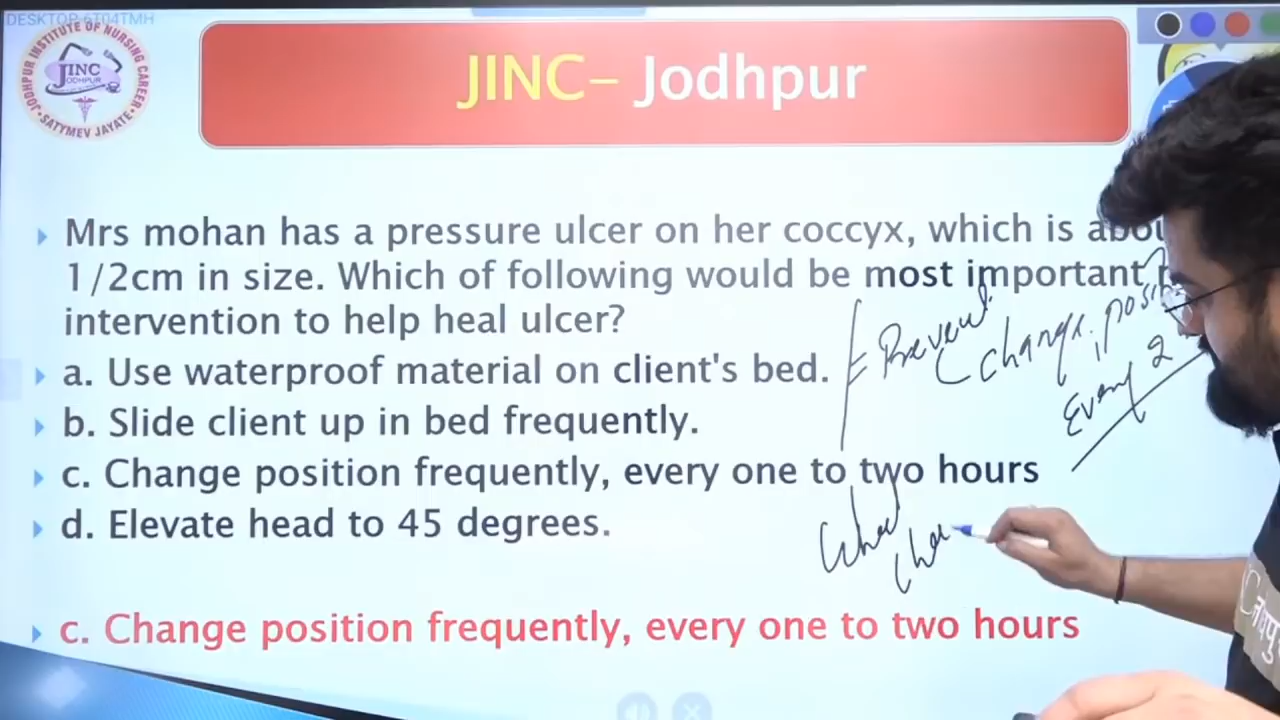 DESKTOP-6T04TMH
JODHPUR INSTITUTE OF NURSING CAREER
JINC
JODHPUR
SATYMEV JAYATE
JINC- Jodhpur
Mrs mohan has a pressure ulcer on her coccyx, which is abou
1/2cm in size. Which of following would be most important
intervention to help heal ulcer?
a. Use waterproof material on client's bed.
b. Slide client up in bed frequently.
c. Change position frequently, every one to two hours
d. Elevate head to 45 degrees.
Prevent
Change posi
Every 2
Wheel
Chai
c. Change position frequently, every one to two hours